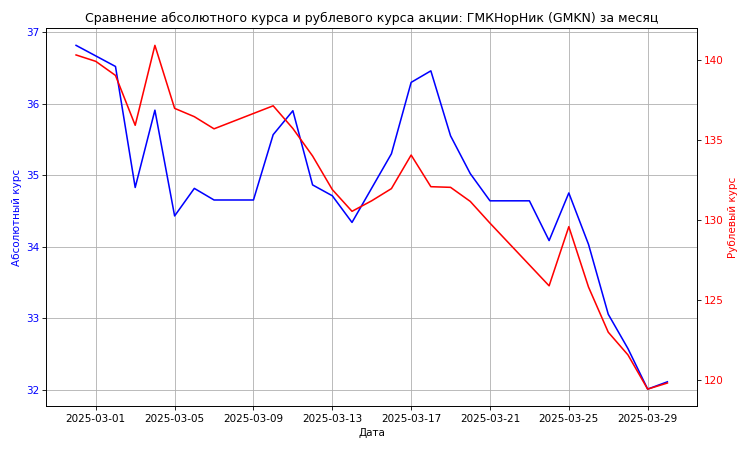 Сравнение абсолютного курса и рублевого курса акции: ГМКНорНик (GMKN) за месяц
37
36
35
34
33
32
Абсолютный курс
140
135
130
125
120
Рублевый курс
2025-03-01 2025-03-05 2025-03-09 2025-03-13 2025-03-17 2025-03-21 2025-03-25 2025-03-29
Дата